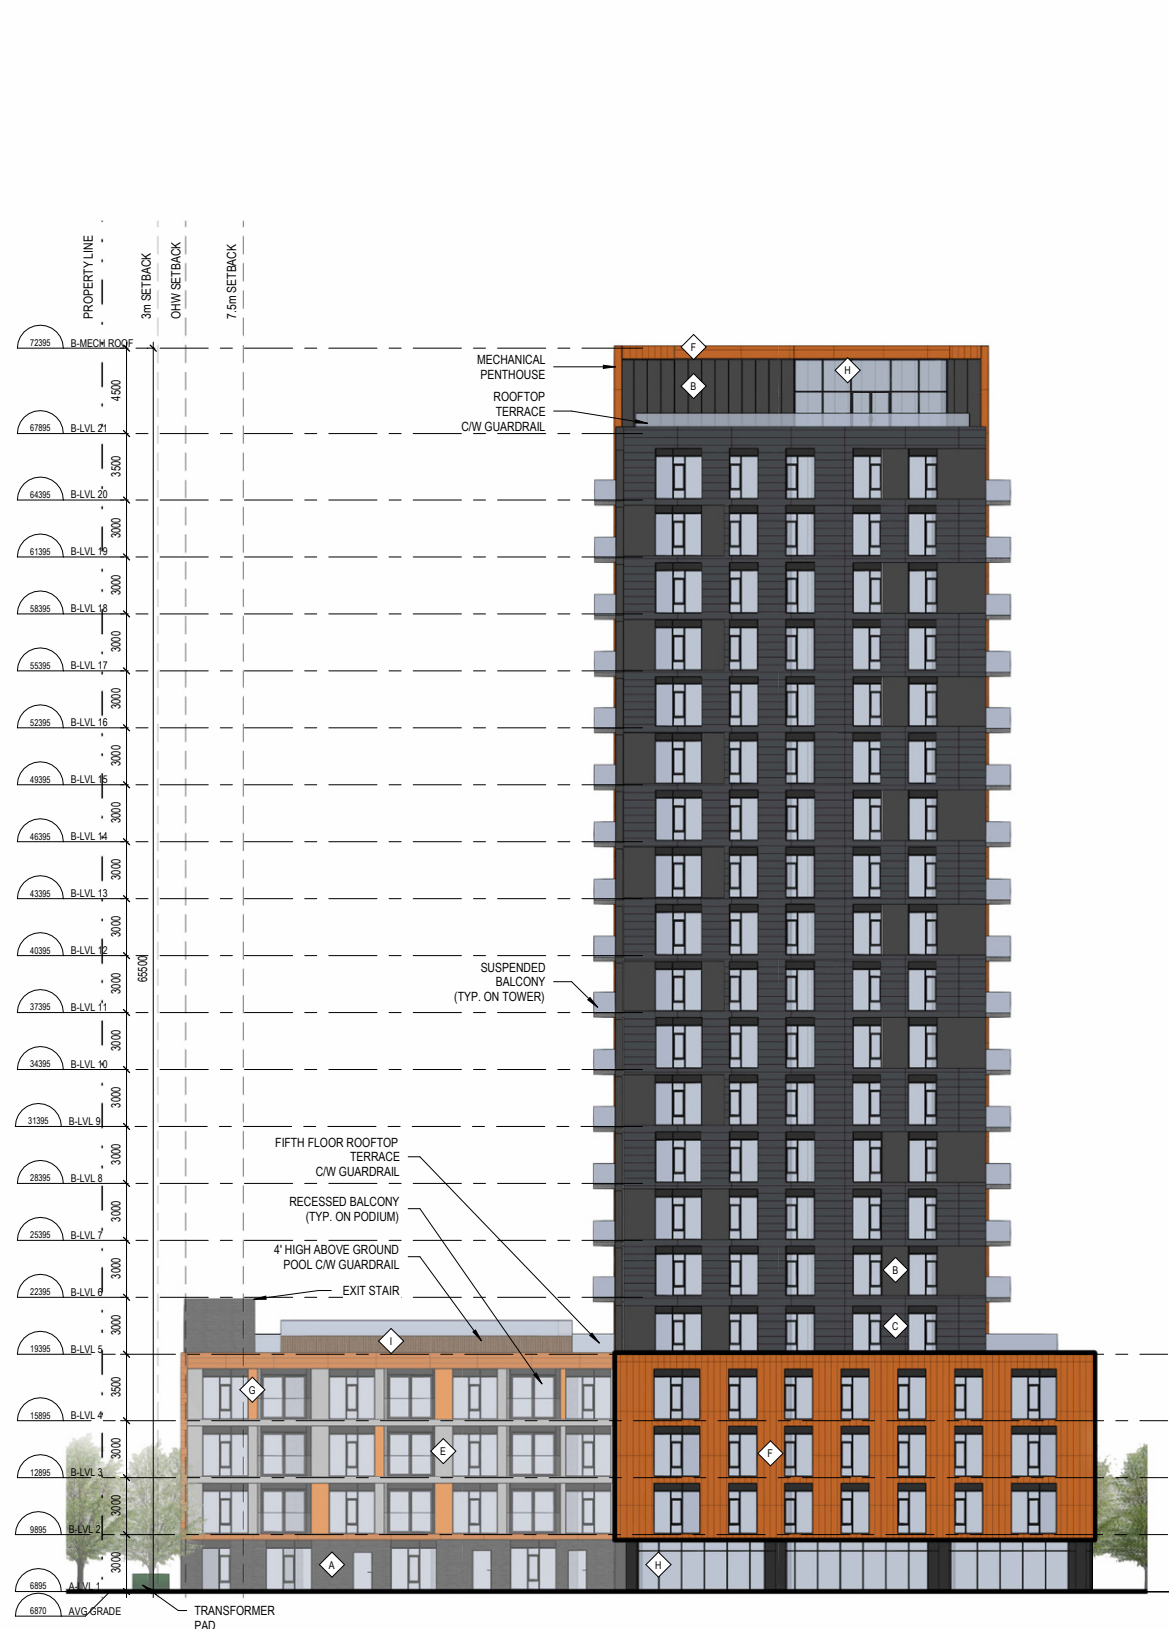 PROPERTY LINE
3m SETBACK
OHW SETBACK
7.5m SETBACK
72395 B-MECH ROOF
4500
67895 B-LVL 21
3500
64395 B-LVL 20
3000
61395 B-LVL 19
3000
58395 B-LVL 18
3000
55395 B-LVL 17
3000
52395 B-LVL 16
3000
49395 B-LVL 15
3000
46395 B-LVL 14
3000
43395 B-LVL 13
3000
40395 B-LVL 12
65500
3000
37395 B-LVL 11
3000
34395 B-LVL 10
3000
31395 B-LVL 9
3000
28395 B-LVL 8
3000
25395 B-LVL 7
3000
22395 B-LVL 6
3000
19395 B-LVL 5
3500
15895 B-LVL 4
3000
12895 B-LVL 3
3000
9895 B-LVL 2
3000
6895 A-LVL 1
6870 AVG GRADE
MECHANICAL
PENTHOUSE
ROOFTOP
TERRACE
C/W GUARDRAIL
F
B
H
SUSPENDED
BALCONY
(TYP. ON TOWER)
FIFTH FLOOR ROOFTOP
TERRACE
C/W GUARDRAIL
RECESSED BALCONY
(TYP. ON PODIUM)
4' HIGH ABOVE GROUND
POOL C/W GUARDRAIL
EXIT STAIR
B
C
I
G
E
F
A
H
TRANSFORMER
PAD